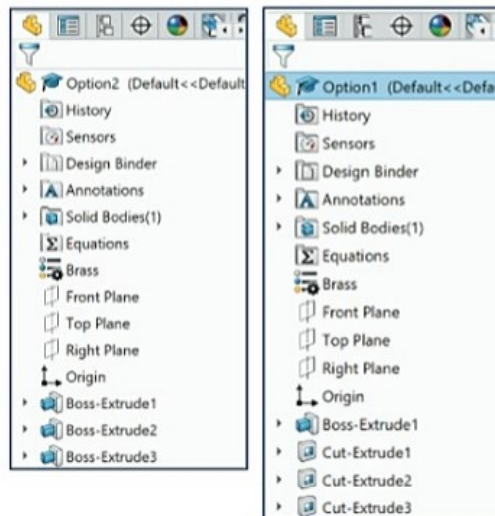 Option2 (Default<<Default
History
Sensors
Design Binder
Annotations
Solid Bodies(1)
Equations
Brass
Front Plane
Top Plane
Right Plane
Origin
Boss-Extrude1
Boss-Extrude2
Boss-Extrude3
Option1 (Default<<Defa
History
Sensors
Design Binder
Annotations
Solid Bodies(1)
Equations
Brass
Front Plane
Top Plane
Right Plane
Origin
Boss-Extrude1
Cut-Extrude1
Cut-Extrude2
Cut-Extrude3